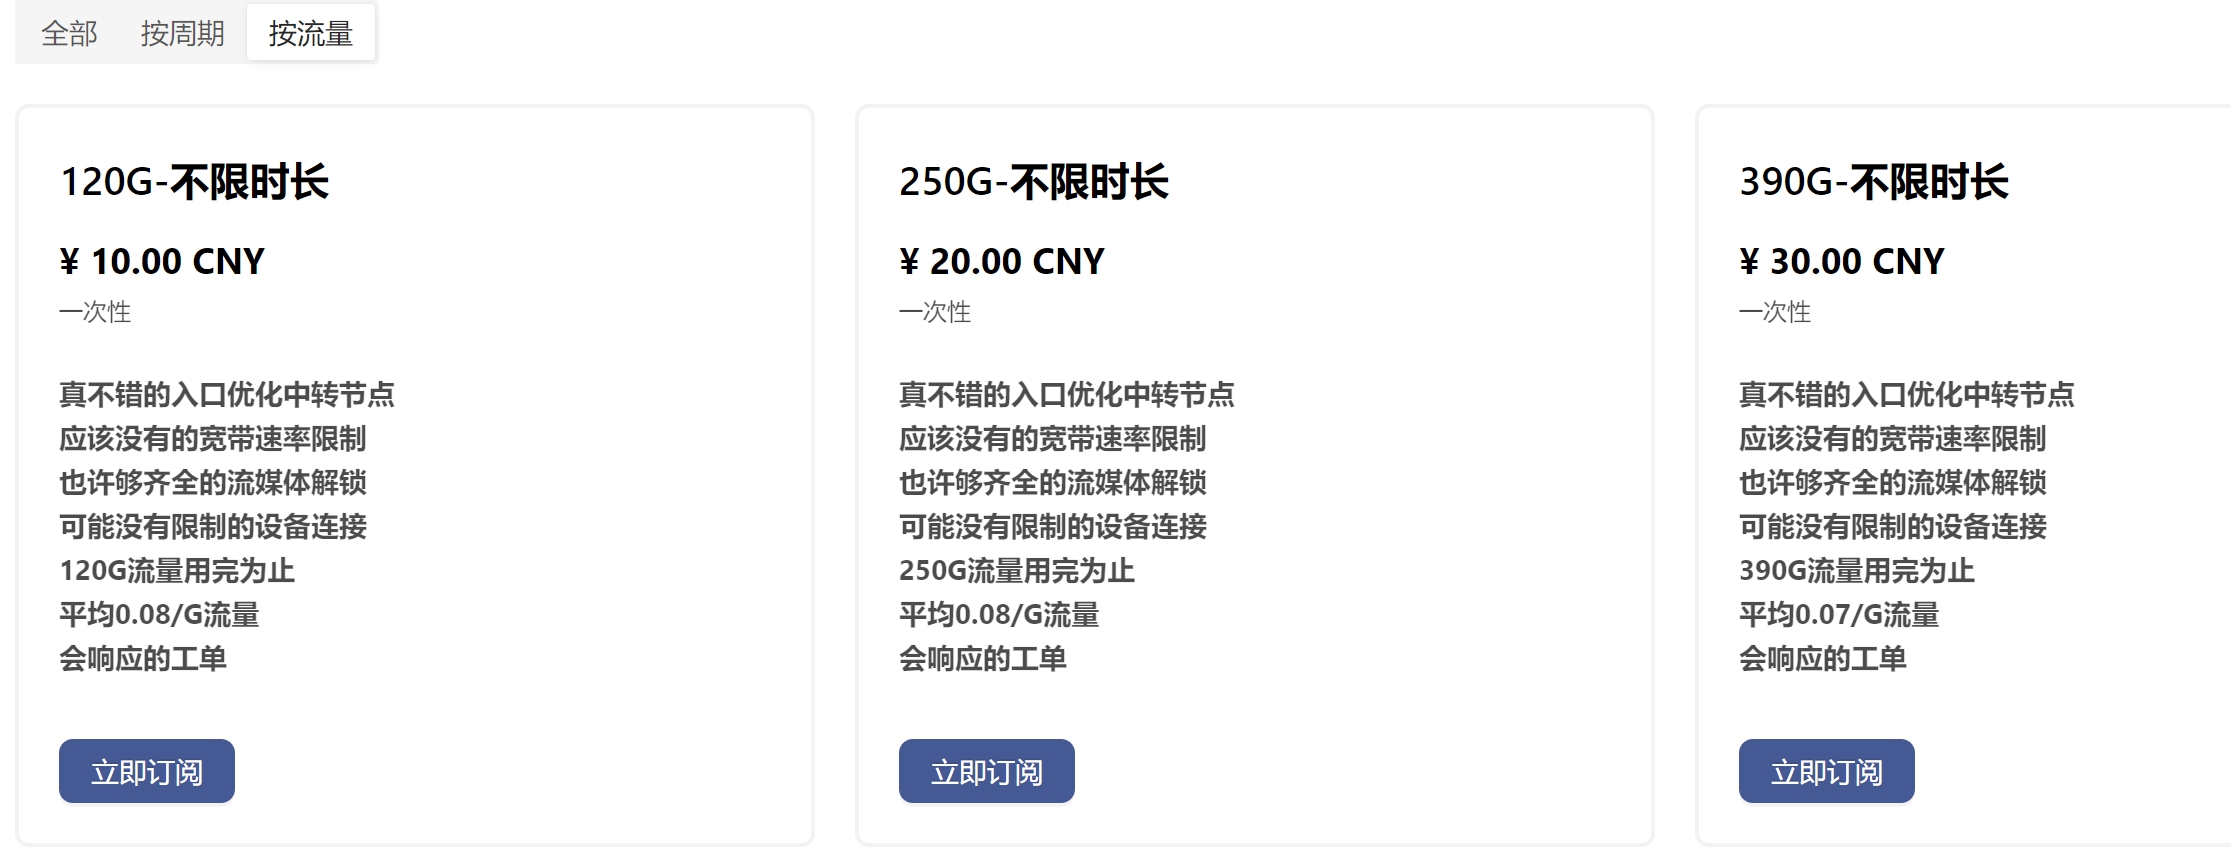 全部 按周期 按流量
120G-不限时长
¥ 10.00 CNY
一次性
真不错的入口优化中转节点
应该没有的宽带速率限制
也许够齐全的流媒体解锁
可能没有限制的设备连接
120G流量用完为止
平均0.08/G流量
会响应的工单
立即订阅
250G-不限时长
¥ 20.00 CNY
一次性
真不错的入口优化中转节点
应该没有的宽带速率限制
也许够齐全的流媒体解锁
可能没有限制的设备连接
250G流量用完为止
平均0.08/G流量
会响应的工单
立即订阅
390G-不限时长
¥ 30.00 CNY
一次性
真不错的入口优化中转节点
应该没有的宽带速率限制
也许够齐全的流媒体解锁
可能没有限制的设备连接
390G流量用完为止
平均0.07/G流量
会响应的工单
立即订阅